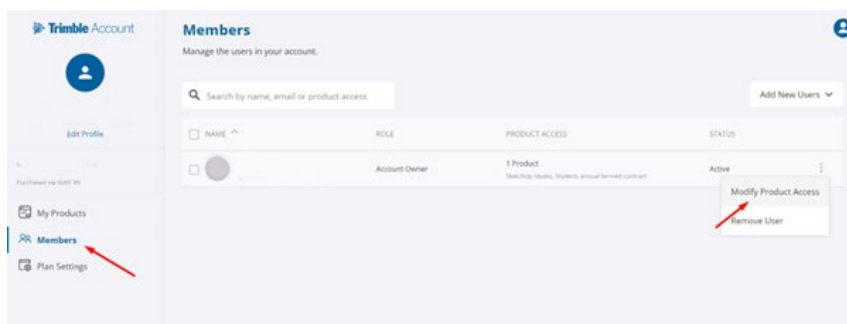 Trimble Account
Edit Profile
Purchased via SURF BV
My Products
Members
Plan Settings
Members
Manage the users in your account.
Search by name, email or product access
Add New Users
NAME
ROLE
PRODUCT ACCESS
STATUS
Account Owner
1 Product
SketchUp Studio, Student, annual termed contract
Active
Modify Product Access
Remove User